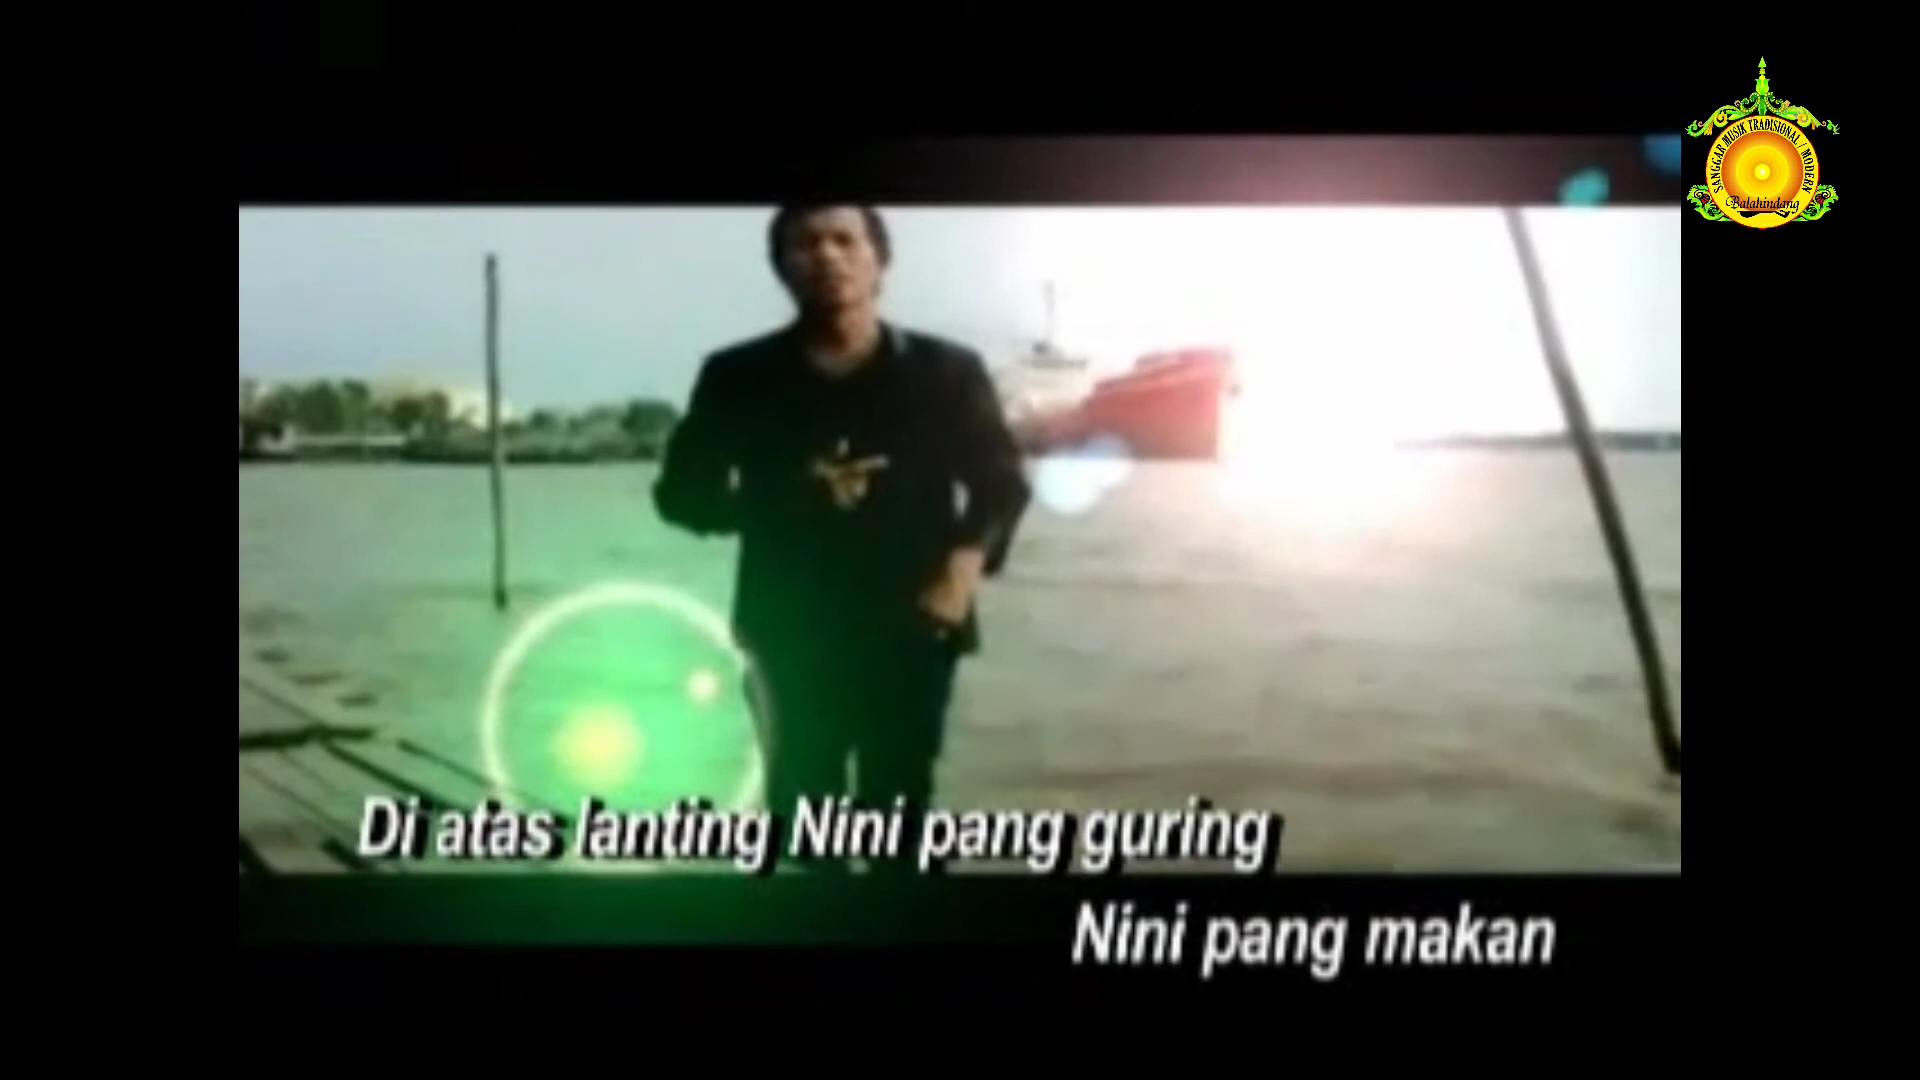 SANGGAR MUSIK TRADISIONAL / MODERN
Balahindang
Di atas lanting Nini pang guring
Nini pang makan